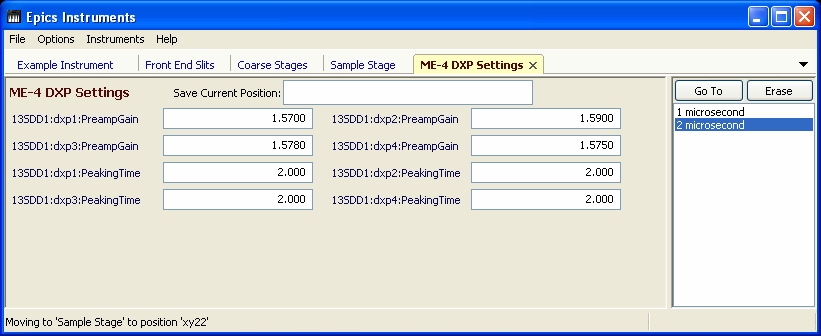 Epics Instruments
File Options Instruments Help
Example Instrument Front End Slits Coarse Stages Sample Stage ME-4 DXP Settings
ME-4 DXP Settings Save Current Position: Go To Erase
13SDD1:dxp1:PreampGain 1.5700 13SDD1:dxp2:PreampGain 1.5900 1 microsecond
2 microsecond
13SDD1:dxp3:PreampGain 1.5780 13SDD1:dxp4:PreampGain 1.5750
13SDD1:dxp1:PeakingTime 2.000 13SDD1:dxp2:PeakingTime 2.000
13SDD1:dxp3:PeakingTime 2.000 13SDD1:dxp4:PeakingTime 2.000
Moving to 'Sample Stage' to position 'xy22'